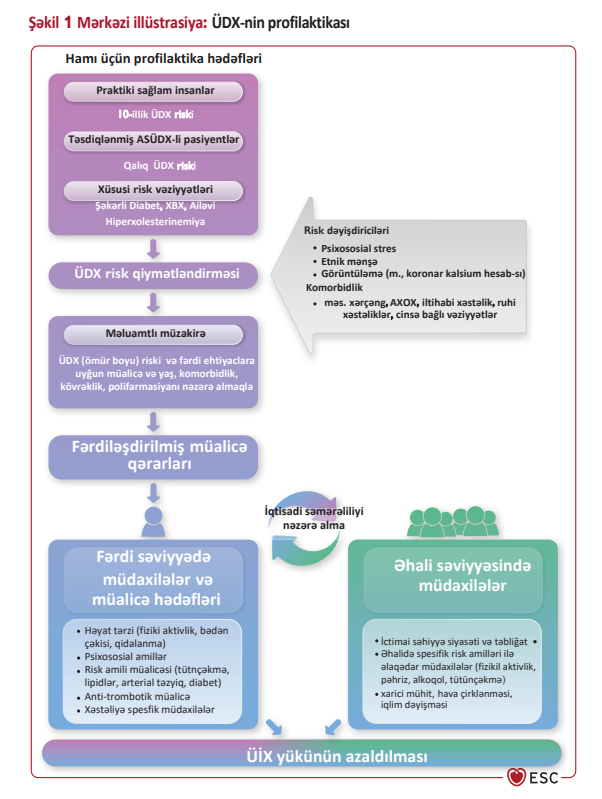 Şəkil 1 Mərkəzi illüstrasiya: ÜDX-nin profilaktikası
Hamı üçün profilaktika hədəfləri
Praktiki sağlam insanlar
10-illik ÜDX riski
Təsdiqlənmiş ASÜDX-li pasiyentlər
Qalıq ÜDX riski
Xüsusi risk vəziyyətləri
Şəkərli Diabet, XBX, Ailəvi
Hiperxolesterinemiya
ÜDX risk qiymətləndirməsi
Risk dəyişdiriciləri
• Psixososial stres
• Etnik mənşə
• Görüntüləmə (m., koronar kalsium hesab-sı)
Komorbidlik
• məs. xərçəng, AXOX, iltihabi xəstəlik, ruhi
xəstəliklər, cinsə bağlı vəziyyətlər
Məluamtlı müzakirə
ÜDX (ömür boyu) riski və fərdi ehtiyaclara
uyğun müalicə və yaş, komorbidlik,
kövrəklik, polifarmasiyanı nəzərə almaqla
Fərdiləşdirilmiş müalicə
qərarları
İqtisadi səmərəliliyi
nəzərə alma
Fərdi səviyyədə
müdaxilələr və
müalicə hədəfləri
• Həyat tərzi (fiziki aktivlik, bədən
çəkisi, qidalanma)
• Psixososial amillər
• Risk amili müalicəsi (tütnçəkmə,
lipidlər, arterial təzyiq, diabet)
• Anti-trombotik müalicə
• Xəstəliyə spesfik müdaxilələr
Əhali səviyyəsində
müdaxilələr
• İctimai səhiyyə siyasəti və təbliğat •
• Əhalidə spesifik risk amilləri ilə
əlaqədar müdaxilələr (fizikil aktivlik,
pəhriz, alkoqol, tütünçəkmə)
• xarici mühit, hava çirklənməsi,
iqlim dəyişməsi
ÜİX yükünün azaldılması
ESC